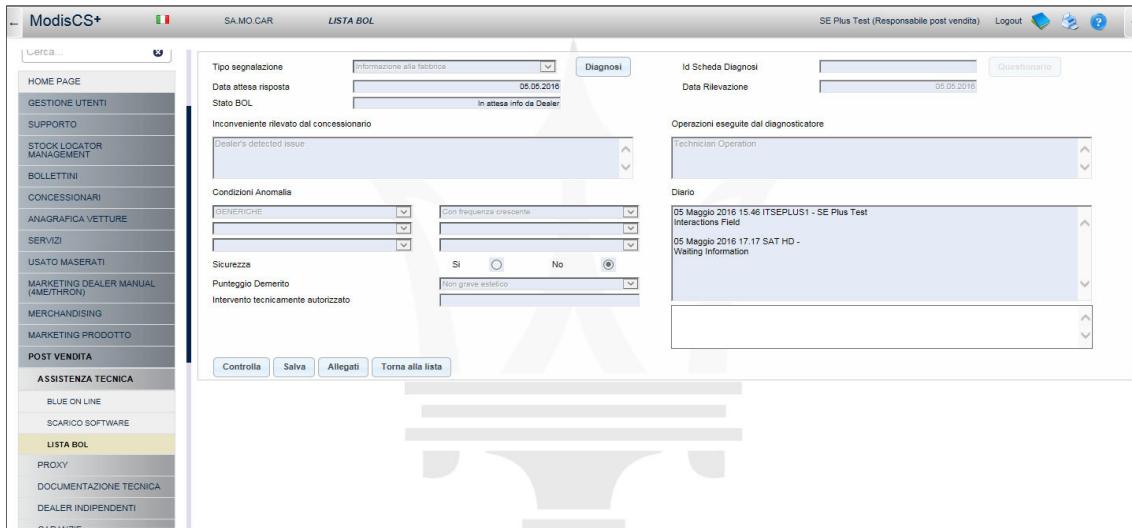 ModisCS+
SA.MO.CAR
LISTA BOL
SE Plus Test (Responsabile post vendita)
Logout
Cerca...
HOME PAGE
GESTIONE UTENTI
SUPPORTO
STOCK LOCATOR
MANAGEMENT
BOLLETTINI
CONCESSIONARI
ANAGRAFICA VETTURE
SERVIZI
USATO MASERATI
MARKETING DEALER MANUAL
(4ME/THRON)
MERCHANDISING
MARKETING PRODOTTO
POST VENDITA
ASSISTENZA TECNICA
BLUE ON LINE
SCARICO SOFTWARE
LISTA BOL
PROXY
DOCUMENTAZIONE TECNICA
DEALER INDIPENDENTI
Tipo segnalazione
Informazione alla fabbrica
Diagnosi
Id Scheda Diagnosi
Questionario
Data attesa risposta
05.05.2016
Data Rilevazione
05.05.2016
Stato BOL
In attesa info da Dealer
Inconveniente rilevato dal concessionario
Dealer's detected issue
Operazioni eseguite dal diagnosticatore
Technician Operation
Condizioni Anomalia
GENERICHE
Con frequenza crescente
Sicurezza
Si
No
Punteggio Demerito
Non grave estetico
Intervento tecnicamente autorizzato
Diario
05 Maggio 2016 15.46 ITSEPLUS1 - SE Plus Test
Interactions Field
05 Maggio 2016 17.17 SAT HD -
Waiting Information
Controlla
Salva
Allegati
Torna alla lista